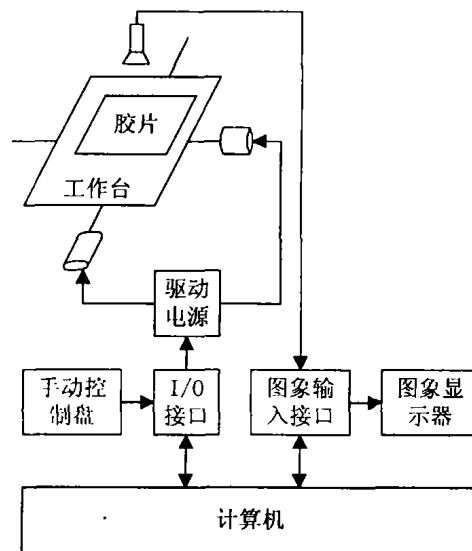 胶片
工作台
驱动
电源
手动控
制盘
I/O
接口
图象输
入接口
图象显
示器
计算机